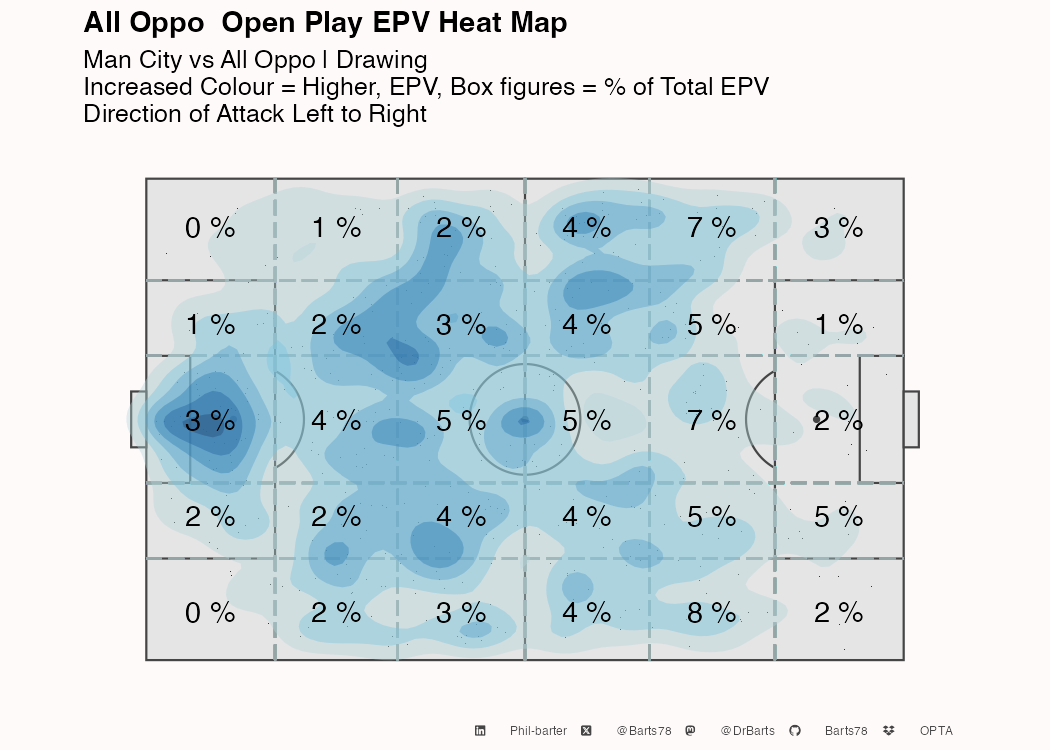 All Oppo  Open Play EPV Heat Map
Man City vs All Oppo | Drawing
Increased Colour = Higher, EPV, Box figures = % of Total EPV
Direction of Attack Left to Right
0 % 1 % 2 % 4 % 7 % 3 %
1 % 2 % 3 % 4 % 5 % 1 %
3 % 4 % 5 % 5 % 7 % 2 %
2 % 2 % 4 % 4 % 5 % 5 %
0 % 2 % 3 % 4 % 8 % 2 %
Phil-barter @Barts78 @DrBarts Barts78 OPTA